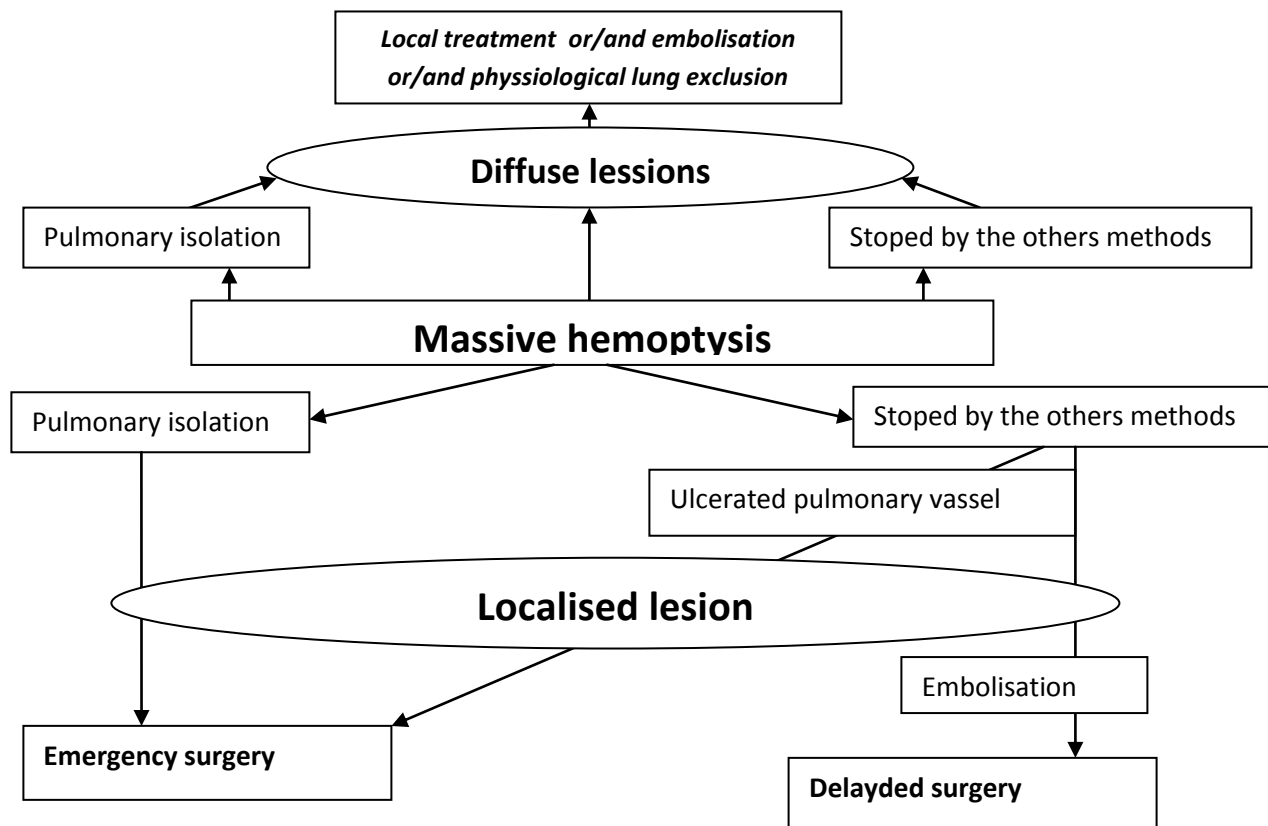 Local treatment or/and embolisation
or/and physsiological lung exclusion
Diffuse lessions
Pulmonary isolation
Stoped by the others methods
Massive hemoptysis
Pulmonary isolation
Stoped by the others methods
Ulcerated pulmonary vassel
Localised lesion
Embolisation
Emergency surgery
Delayded surgery